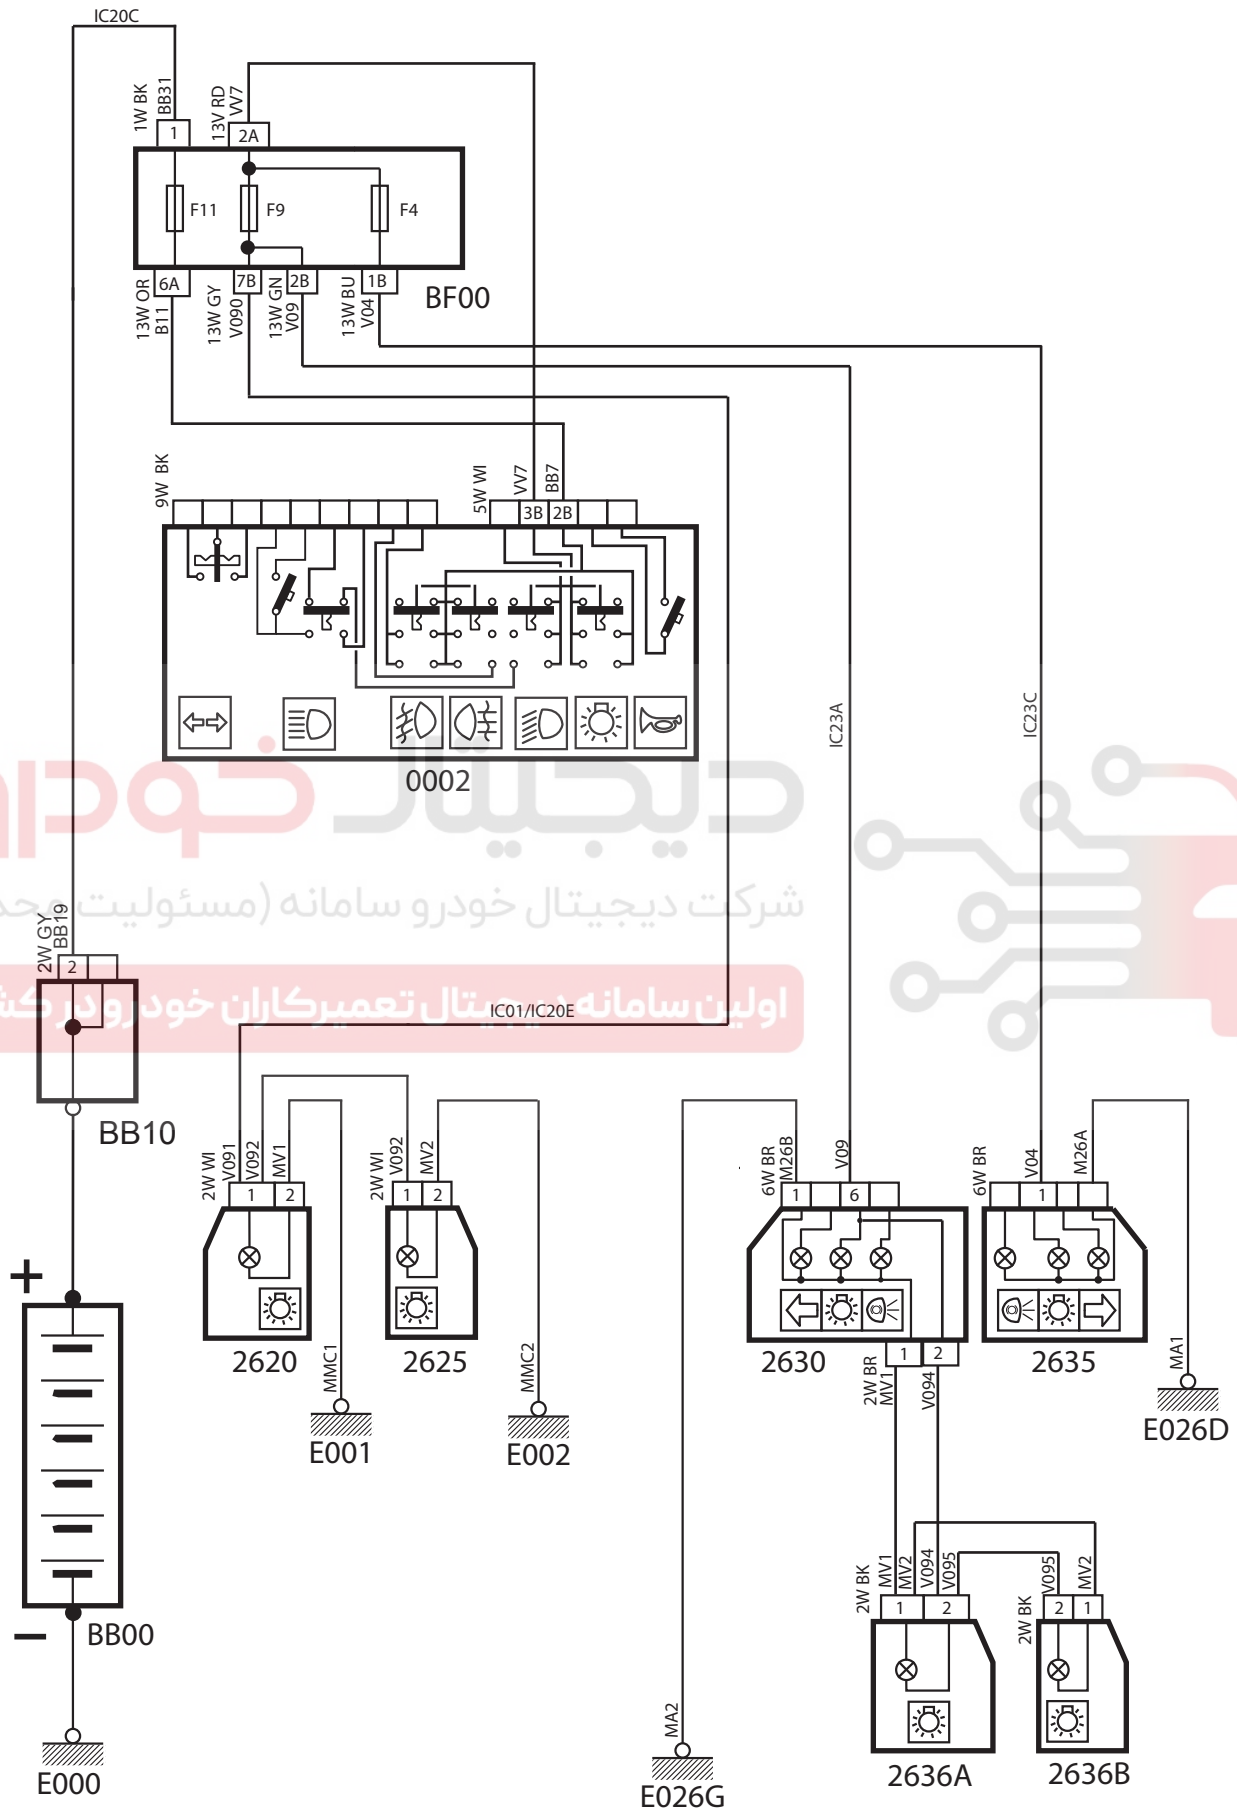 IC20C
1W BK
BB31
13V RD
VV7
1
2A
F11
F9
F4
6A
7B
2B
1B
13W OR
B11
13W GY
V090
13W GN
V09
13W BU
V04
BF00
9W BK
5W WI
VV7
BB7
3B
2B
IC23A
IC23C
0002
دیجیتال خودرو
شرکت دیجیتال خودرو سامانه (مسئولیت
2W GY
BB19
2
اولین سامانه دیجیتال تعمیرکاران خودرو در
IC01/IC20E
BB10
2W WI
V091
V092
MV1
1
2
2W WI
V092
MV2
1
2
6W BR
M26B
V09
1
6
6W BR
V04
M26A
1
+
2620
2625
2630
2635
MMC1
MMC2
2W BR
MV1
V094
1
2
MA1
E001
E002
E026D
BB00
–
2W BK
MV1
MV2
V094
V095
1
2
2W BK
V095
MV2
2
1
MA2
E000
E026G
2636A
2636B